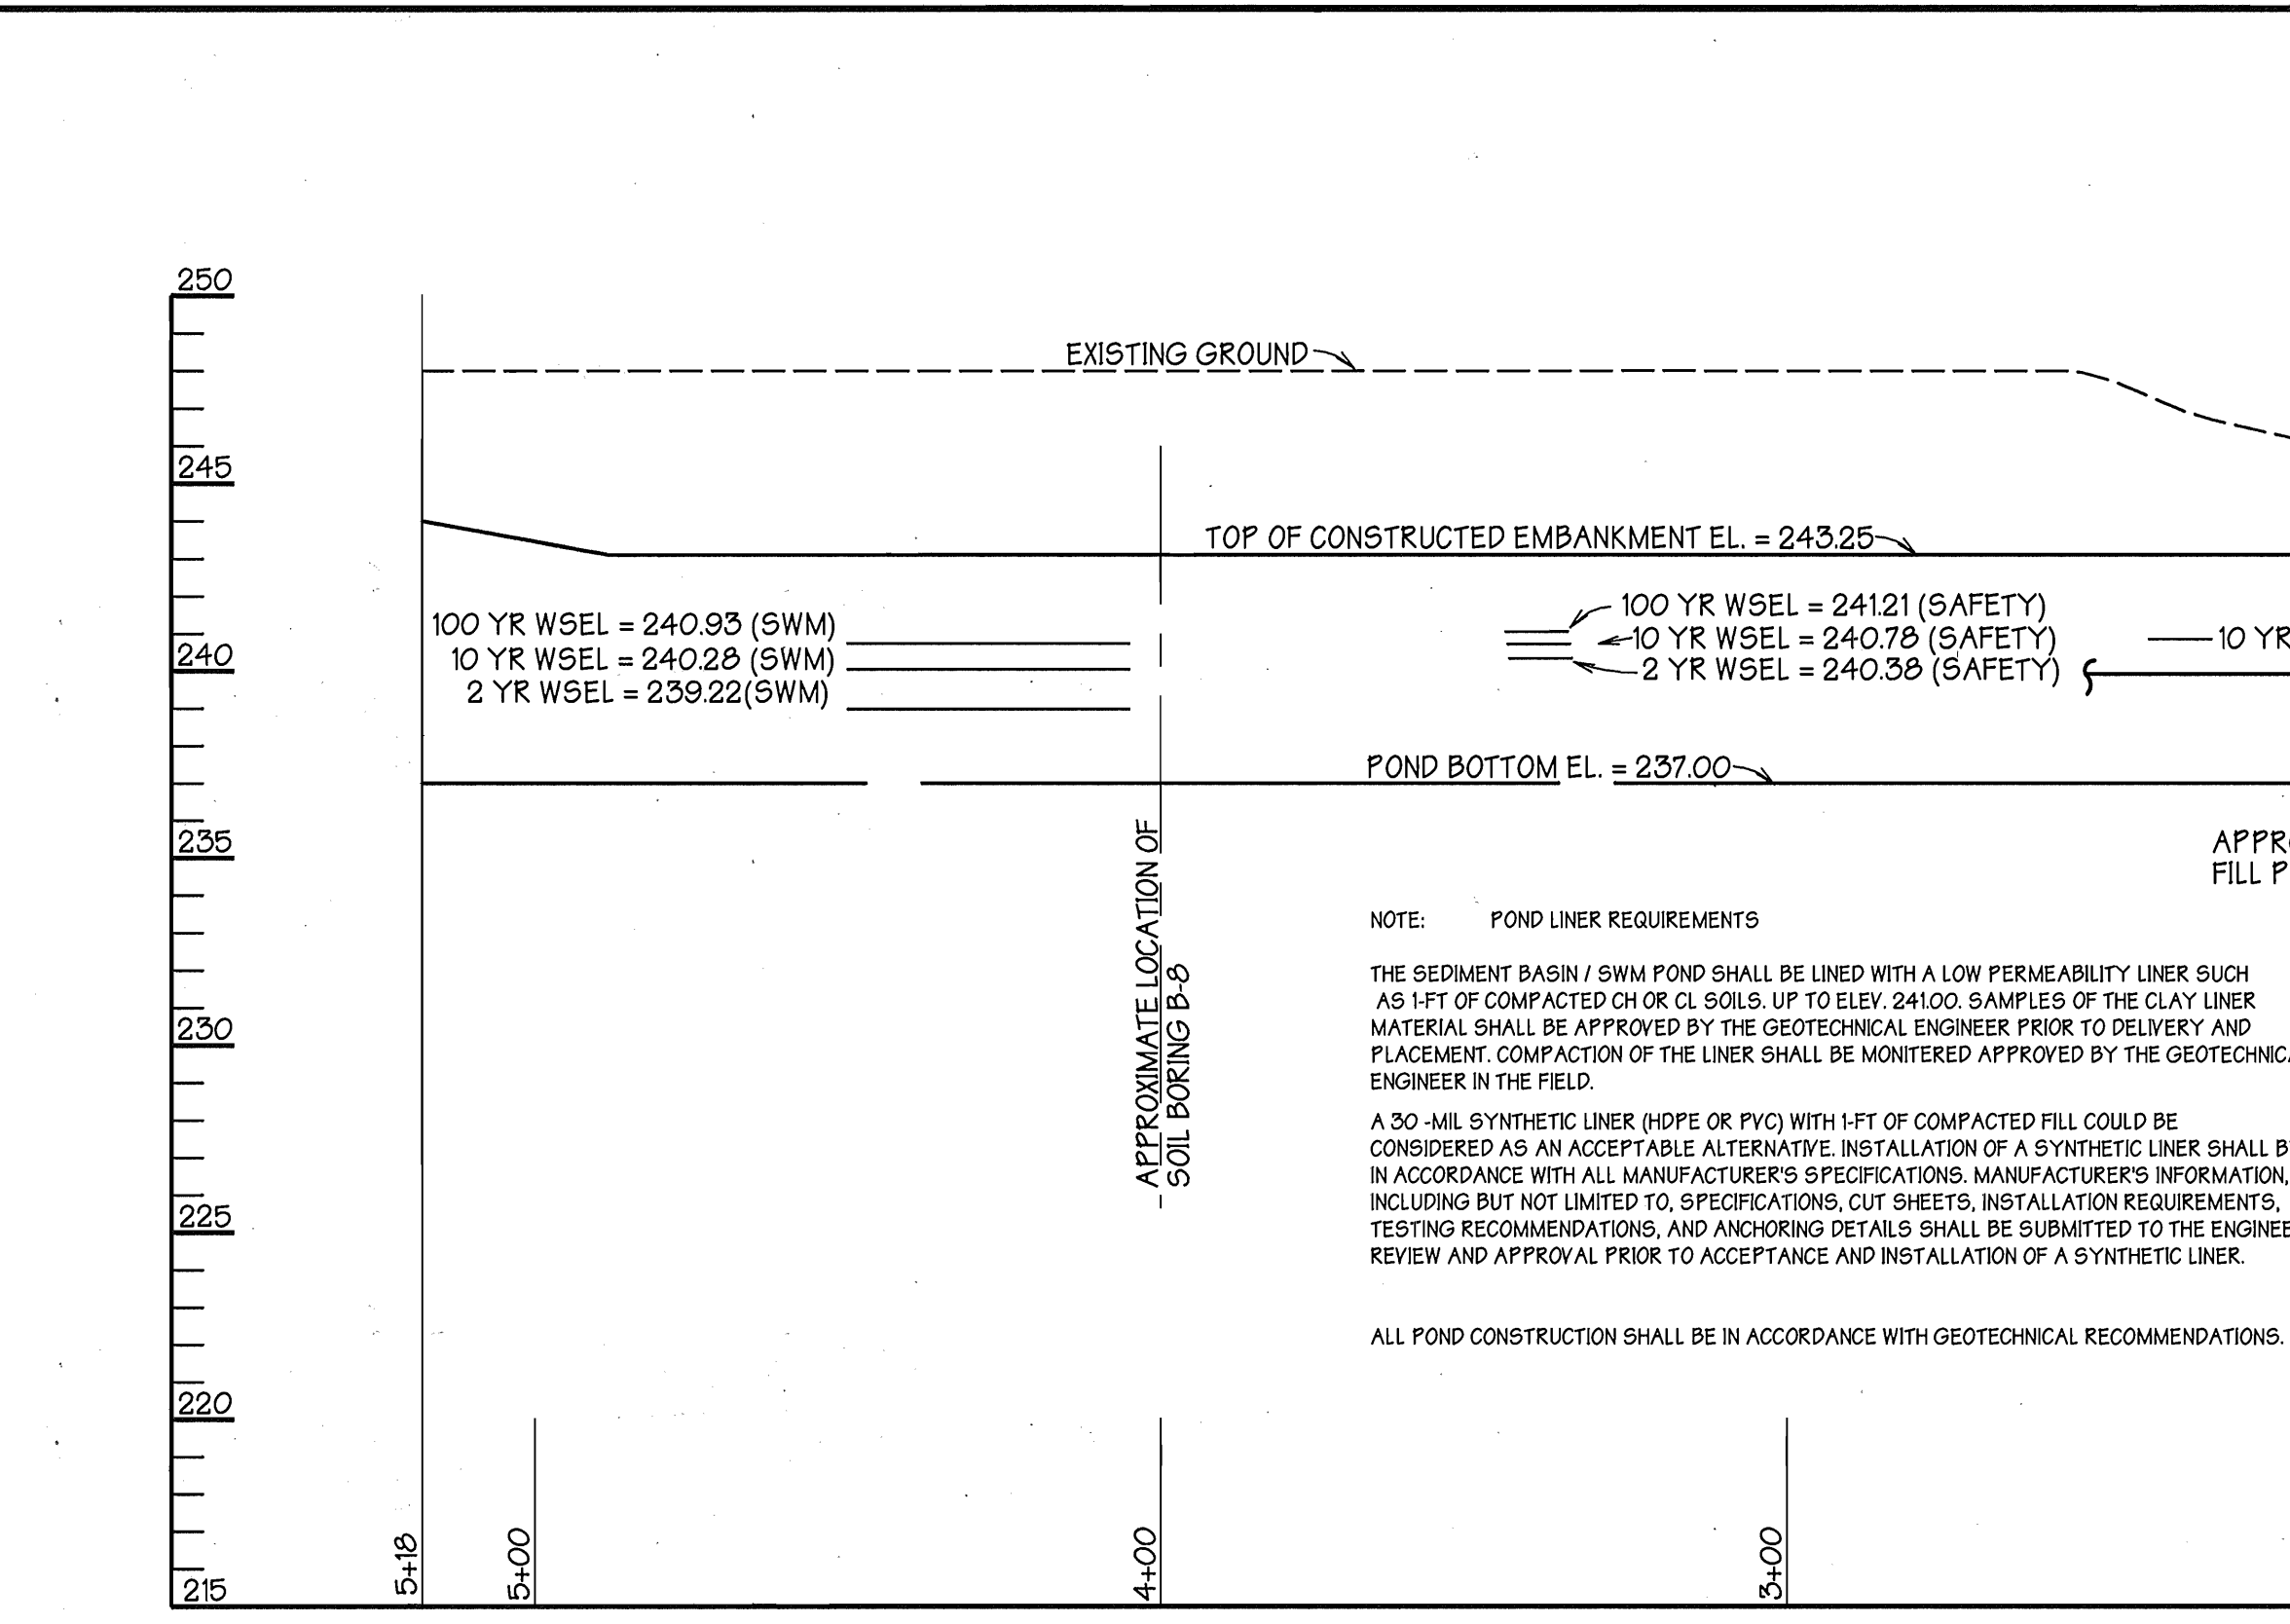 250
EXISTING GROUND
245
TOP OF CONSTRUCTED EMBANKMENT EL. = 243.25
100 YR WSEL = 240.93 (SWM)
10 YR WSEL = 240.28 (SWM)
2 YR WSEL = 239.22(SWM)
100 YR WSEL = 241.21 (SAFETY)
10 YR WSEL = 240.78 (SAFETY)
2 YR WSEL = 240.38 (SAFETY)
10 YR
240
POND BOTTOM EL. = 237.00
235
FILL P
APPROXIMATE LOCATION OF
SOIL BORING B-8
NOTE: POND LINER REQUIREMENTS
THE SEDIMENT BASIN / SWM POND SHALL BE LINED WITH A LOW PERMEABILITY LINER SUCH
AS 1-FT OF COMPACTED CH OR CL SOILS. UP TO ELEV. 241.00. SAMPLES OF THE CLAY LINER
MATERIAL SHALL BE APPROVED BY THE GEOTECHNICAL ENGINEER PRIOR TO DELIVERY AND
PLACEMENT. COMPACTION OF THE LINER SHALL BE MONITERED APPROVED BY THE GEOTECHNICA
ENGINEER IN THE FIELD.
A 30 -MIL SYNTHETIC LINER (HDPE OR PVC) WITH 1-FT OF COMPACTED FILL COULD BE
CONSIDERED AS AN ACCEPTABLE ALTERNATIVE. INSTALLATION OF A SYNTHETIC LINER SHALL B
IN ACCORDANCE WITH ALL MANUFACTURER'S SPECIFICATIONS. MANUFACTURER'S INFORMATION,
INCLUDING BUT NOT LIMITED TO, SPECIFICATIONS, CUT SHEETS, INSTALLATION REQUIREMENTS,
TESTING RECOMMENDATIONS, AND ANCHORING DETAILS SHALL BE SUBMITTED TO THE ENGINEE
REVIEW AND APPROVAL PRIOR TO ACCEPTANCE AND INSTALLATION OF A SYNTHETIC LINER.
ALL POND CONSTRUCTION SHALL BE IN ACCORDANCE WITH GEOTECHNICAL RECOMMENDATIONS.
230
225
220
215
5+18
5+00
4+00
3+00